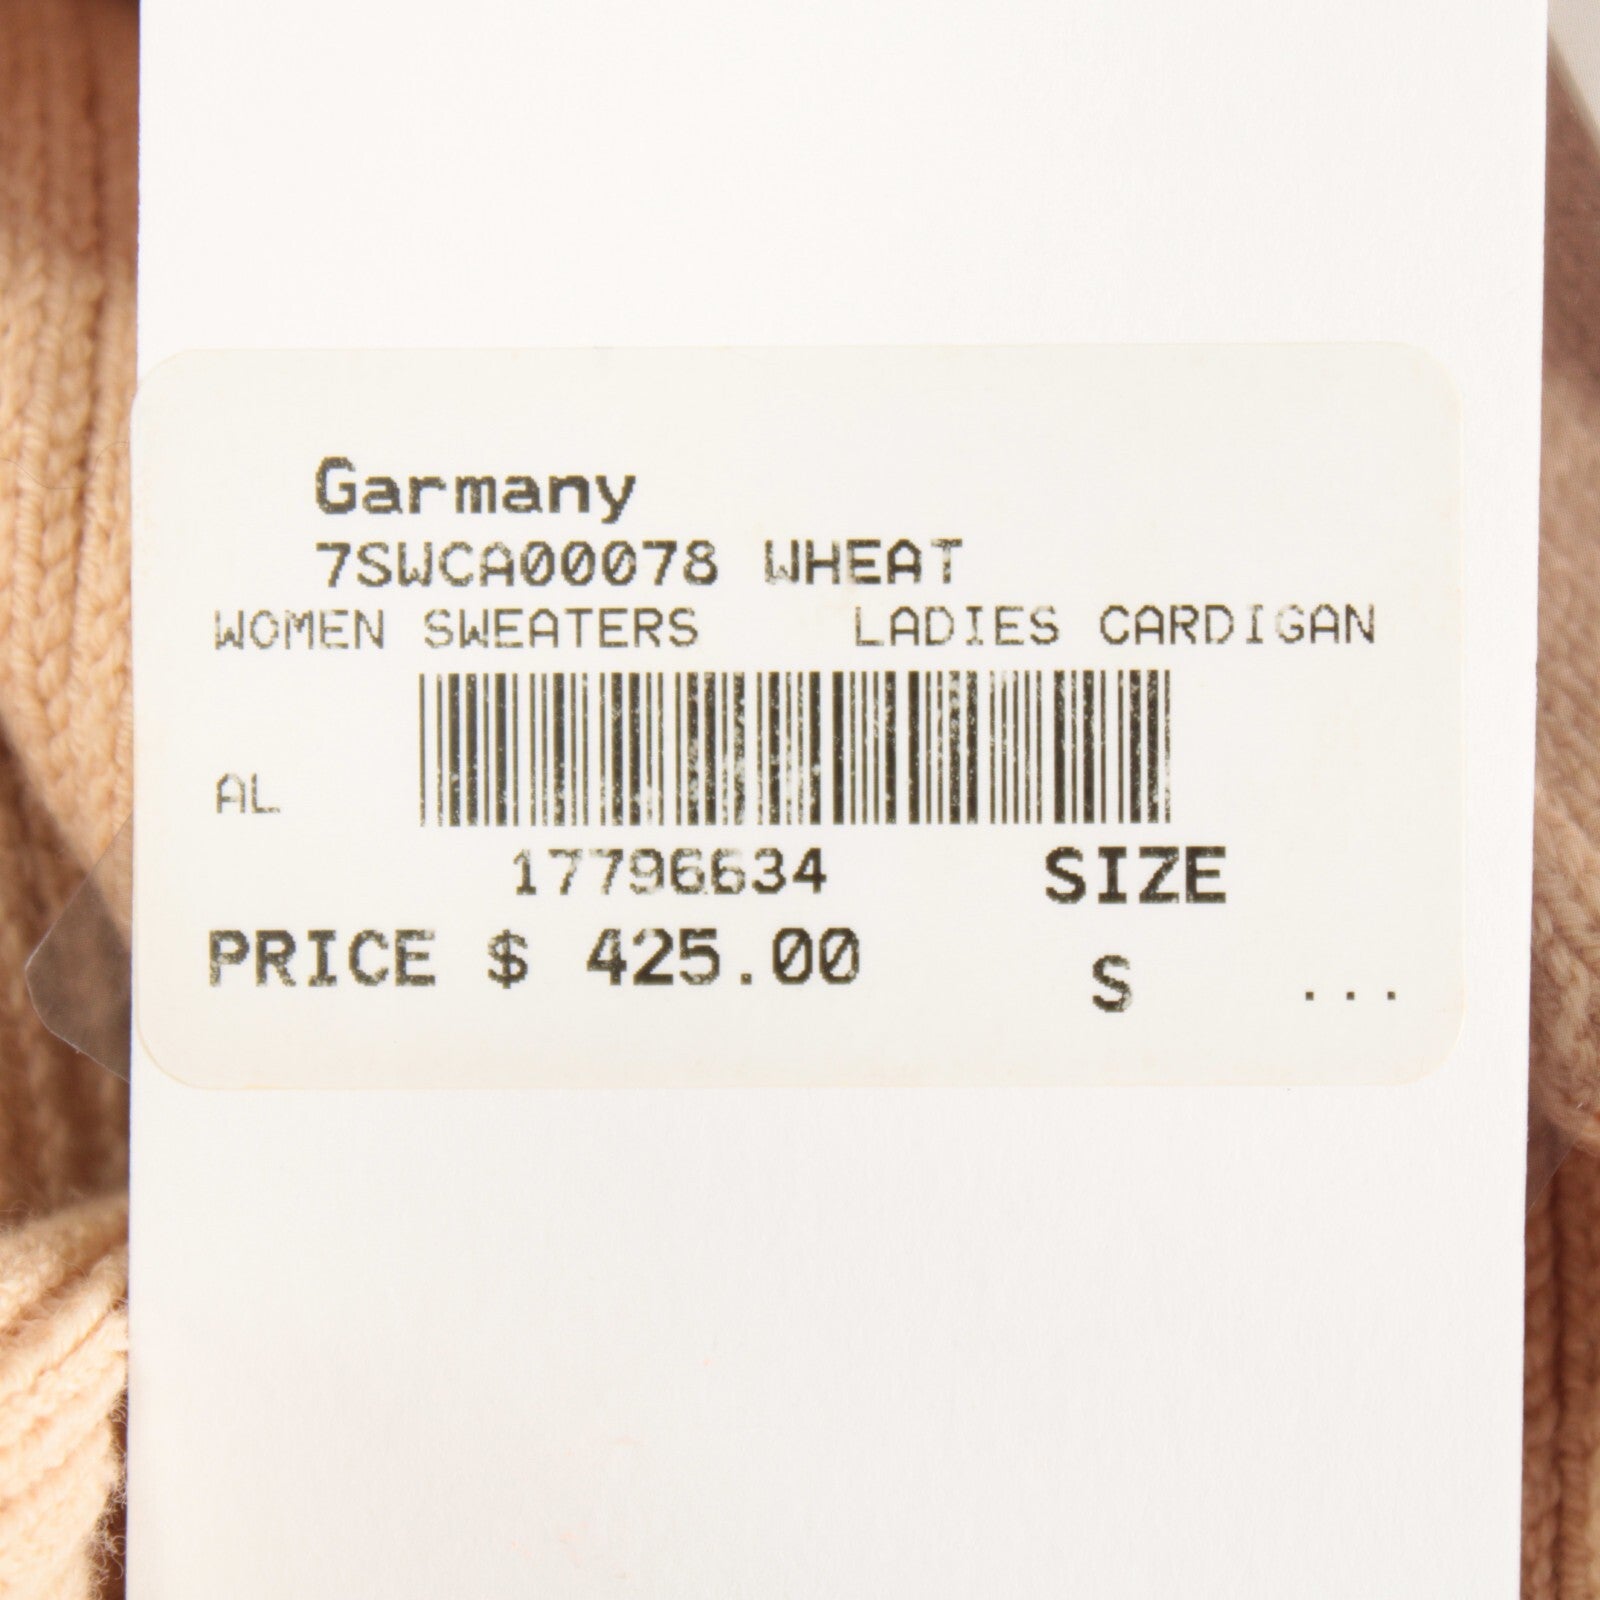 Garmany
7SWCA00078 WHEAT
WOMEN SWEATERS LADIES CARDIGAN
AL
17796634 SIZE
PRICE $ 425.00 S ...